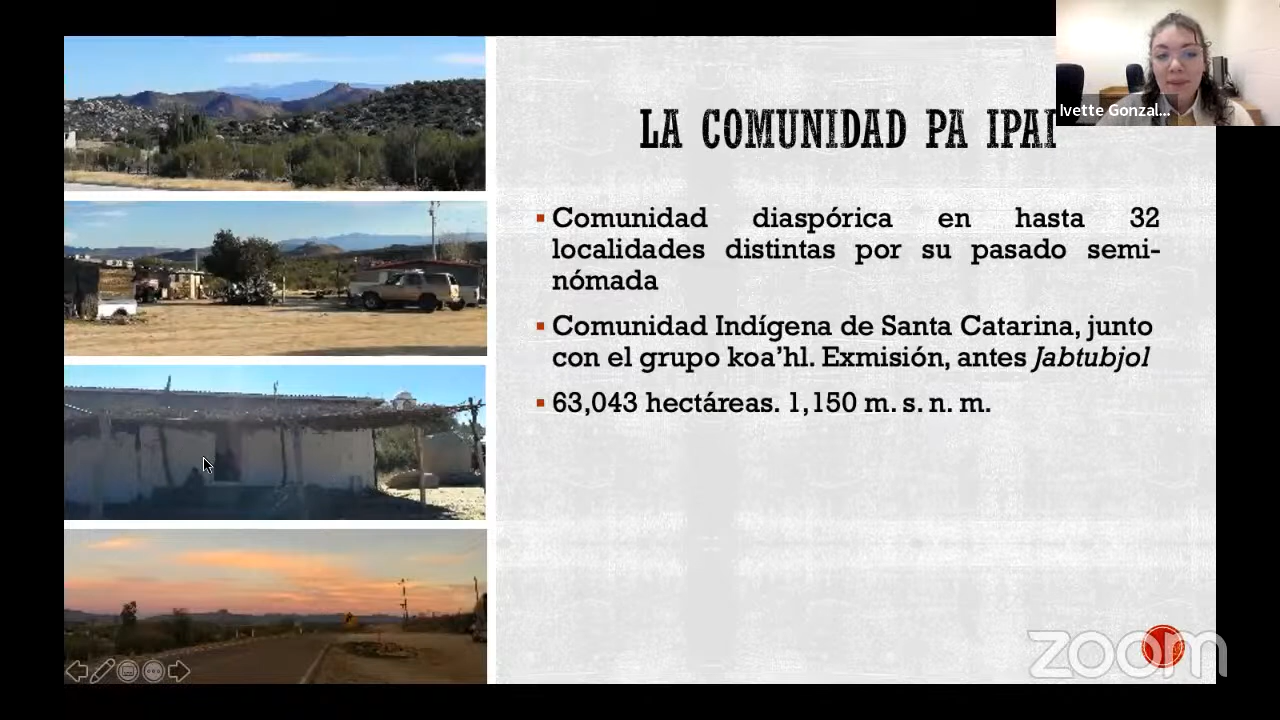 LA COMUNIDAD PA IPAI
Ivette Gonzal...
▪ Comunidad diaspórica en hasta 32
localidades distintas por su pasado semi-
nómada
▪ Comunidad Indígena de Santa Catarina, junto
con el grupo koa’hl. Exmisión, antes Jabtubjol
▪ 63,043 hectáreas. 1,150 m. s. n. m.
zoom